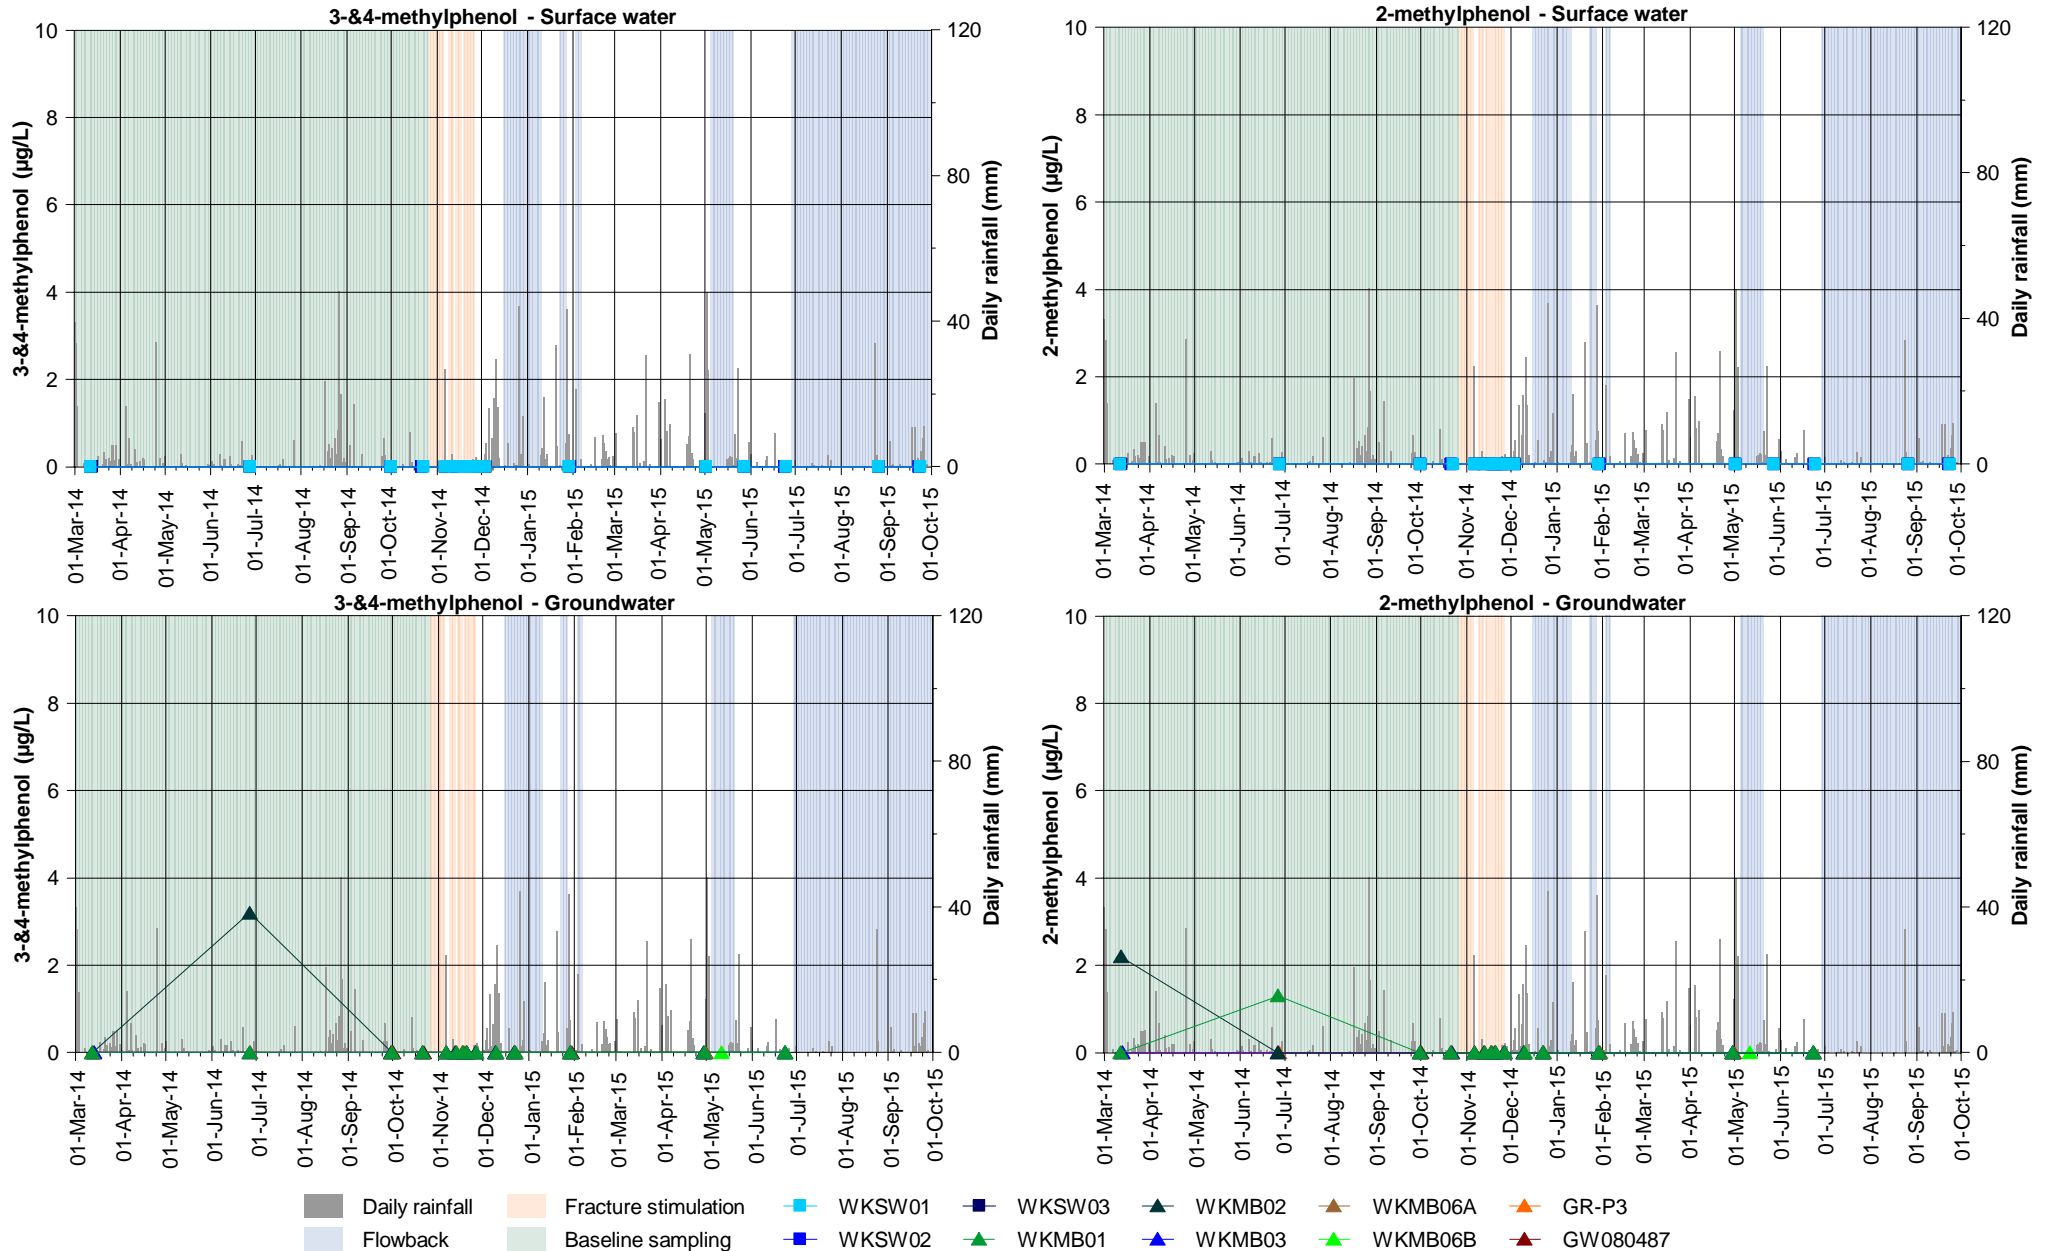 3-&4-methylphenol - Surface water
10
8
6
4
2
0
3-&4-methylphenol (µg/L)
120
80
40
0
Daily rainfall (mm)
01-Mar-14
01-Apr-14
01-May-14
01-Jun-14
01-Jul-14
01-Aug-14
01-Sep-14
01-Oct-14
01-Nov-14
01-Dec-14
01-Jan-15
01-Feb-15
01-Mar-15
01-Apr-15
01-May-15
01-Jun-15
01-Jul-15
01-Aug-15
01-Sep-15
01-Oct-15
2-methylphenol - Surface water
10
8
6
4
2
0
2-methylphenol (µg/L)
120
80
40
0
Daily rainfall (mm)
01-Mar-14
01-Apr-14
01-May-14
01-Jun-14
01-Jul-14
01-Aug-14
01-Sep-14
01-Oct-14
01-Nov-14
01-Dec-14
01-Jan-15
01-Feb-15
01-Mar-15
01-Apr-15
01-May-15
01-Jun-15
01-Jul-15
01-Aug-15
01-Sep-15
01-Oct-15
3-&4-methylphenol - Groundwater
10
8
6
4
2
0
3-&4-methylphenol (µg/L)
120
80
40
0
Daily rainfall (mm)
01-Mar-14
01-Apr-14
01-May-14
01-Jun-14
01-Jul-14
01-Aug-14
01-Sep-14
01-Oct-14
01-Nov-14
01-Dec-14
01-Jan-15
01-Feb-15
01-Mar-15
01-Apr-15
01-May-15
01-Jun-15
01-Jul-15
01-Aug-15
01-Sep-15
01-Oct-15
2-methylphenol - Groundwater
10
8
6
4
2
0
2-methylphenol (µg/L)
120
80
40
0
Daily rainfall (mm)
01-Mar-14
01-Apr-14
01-May-14
01-Jun-14
01-Jul-14
01-Aug-14
01-Sep-14
01-Oct-14
01-Nov-14
01-Dec-14
01-Jan-15
01-Feb-15
01-Mar-15
01-Apr-15
01-May-15
01-Jun-15
01-Jul-15
01-Aug-15
01-Sep-15
01-Oct-15
Daily rainfall
Fracture stimulation
WKSW01
WKSW03
WKMB02
WKMB06A
GR-P3
Flowback
Baseline sampling
WKSW02
WKMB01
WKMB03
WKMB06B
GW080487